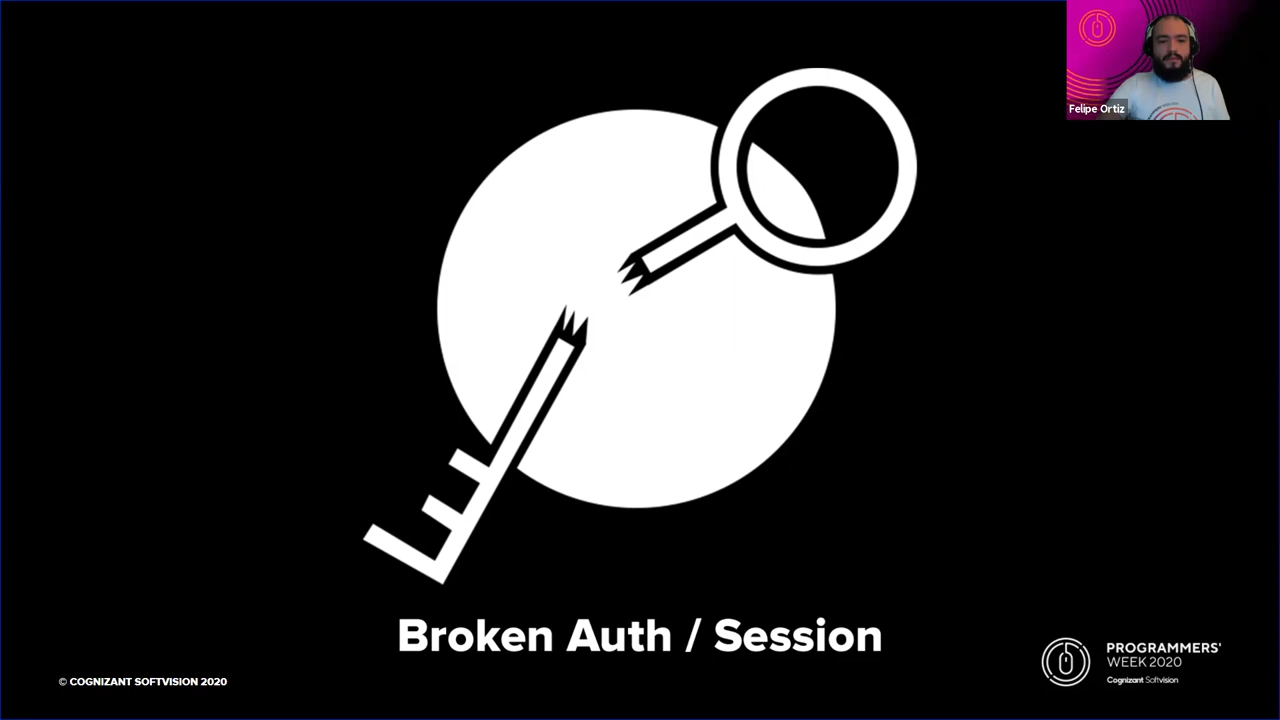 Felipe Ortiz
Broken Auth / Session
© COGNIZANT SOFTVISION 2020
PROGRAMMERS'
WEEK 2020
Cognizant Softvision